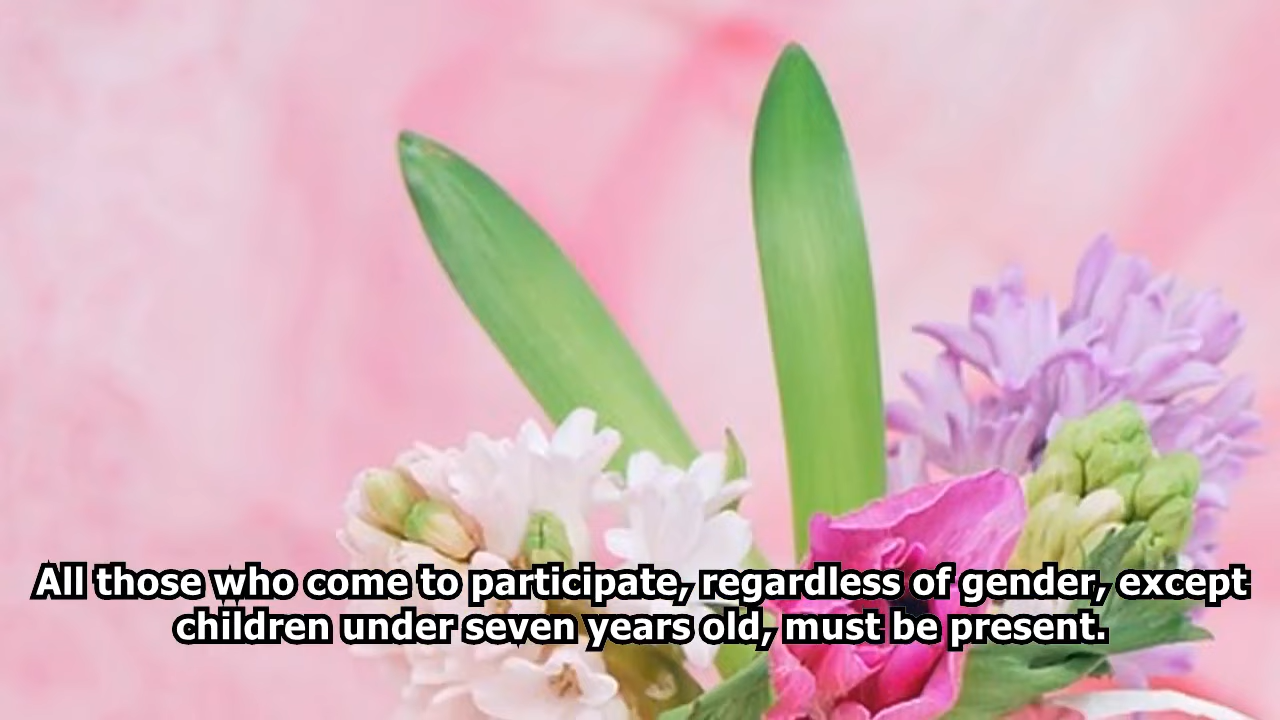 All those who come to participate, regardless of gender, except
children under seven years old, must be present.